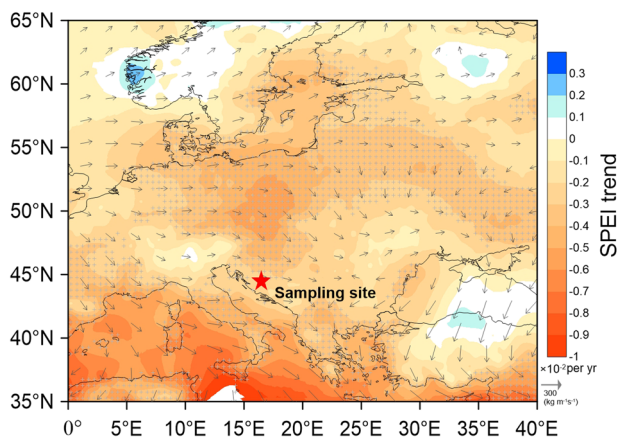 65°N
60°N
55°N
50°N
45°N
40°N
35°N
0°
5°E
10°E
15°E
20°E
25°E
30°E
35°E
40°E
Sampling site
0.3
0.2
0.1
0
-0.1
-0.2
-0.3
-0.4
-0.5
-0.6
-0.7
-0.8
-0.9
-1
SPEI trend
×10⁻² per yr
300
(kg m⁻¹s⁻¹)